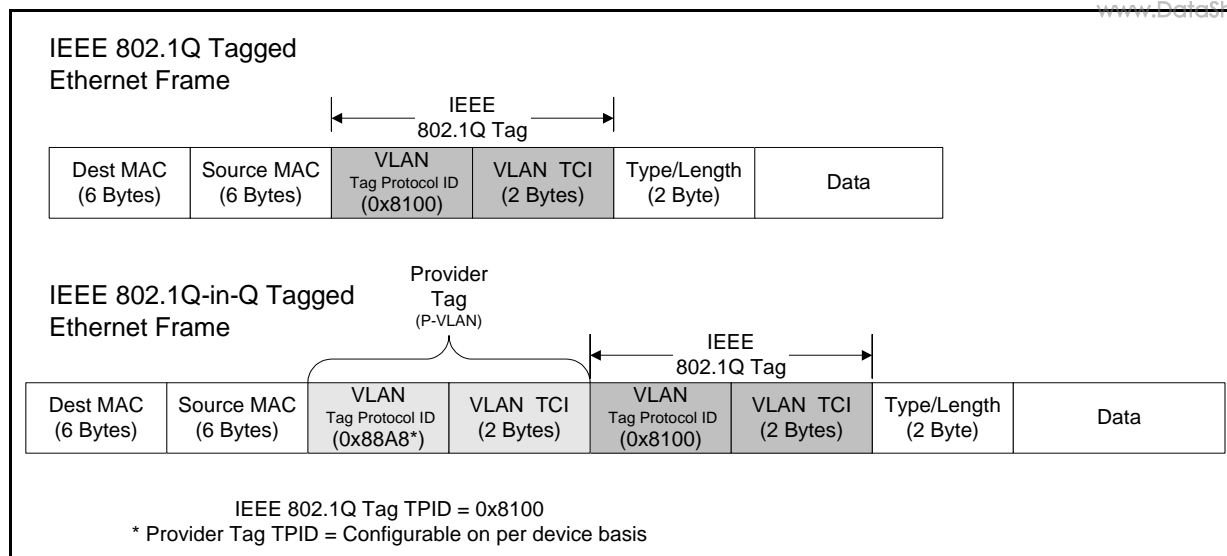 www.DataSh
IEEE 802.1Q Tagged
Ethernet Frame
IEEE
802.1Q Tag
Dest MAC
(6 Bytes)
Source MAC
(6 Bytes)
VLAN
Tag Protocol ID
(0x8100)
VLAN TCI
(2 Bytes)
Type/Length
(2 Byte)
Data
IEEE 802.1Q-in-Q Tagged
Ethernet Frame
Provider
Tag
(P-VLAN)
IEEE
802.1Q Tag
Dest MAC
(6 Bytes)
Source MAC
(6 Bytes)
VLAN
Tag Protocol ID
(0x88A8*)
VLAN TCI
(2 Bytes)
VLAN
Tag Protocol ID
(0x8100)
VLAN TCI
(2 Bytes)
Type/Length
(2 Byte)
Data
IEEE 802.1Q Tag TPID = 0x8100
* Provider Tag TPID = Configurable on per device basis